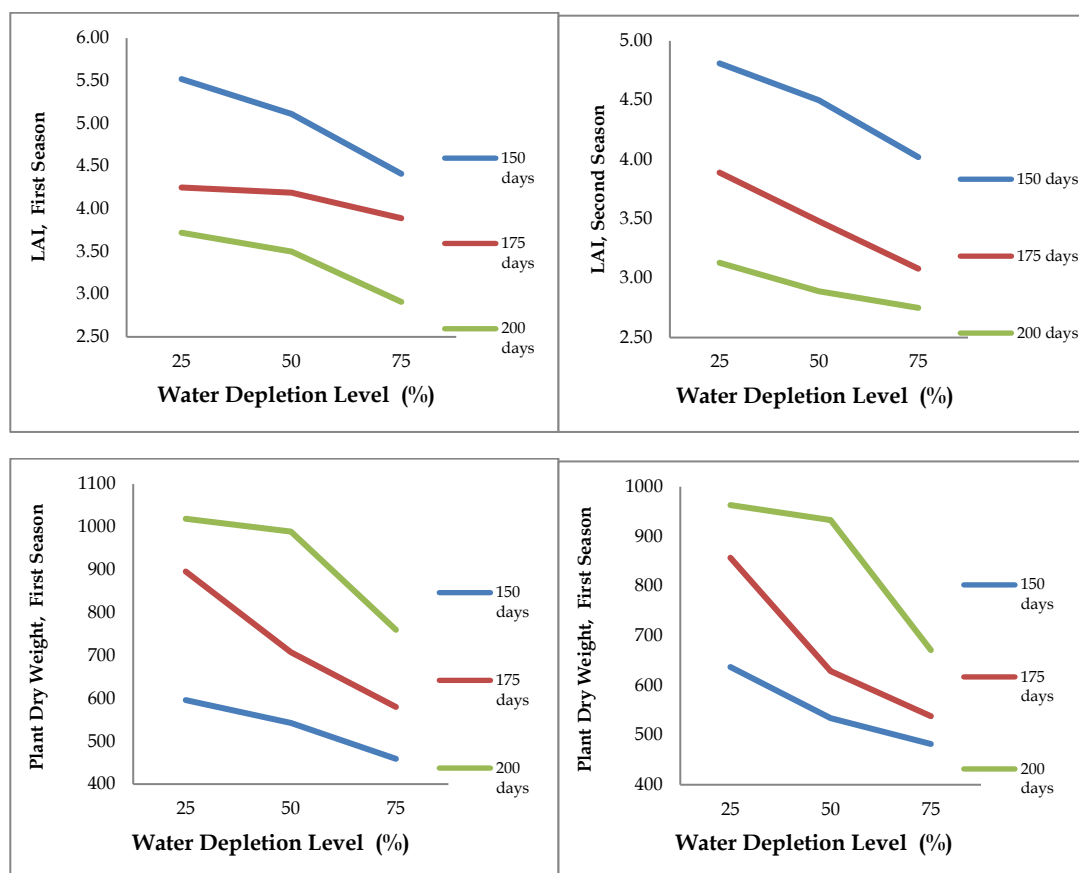 LAI, First Season
6.00
5.50
5.00
4.50
4.00
3.50
3.00
2.50
25 50 75
Water Depletion Level (%)
150
days
175
days
200
days
LAI, Second Season
5.00
4.50
4.00
3.50
3.00
2.50
25 50 75
Water Depletion Level (%)
150 days
175 days
200 days
Plant Dry Weight, First Season
1100
1000
900
800
700
600
500
400
25 50 75
Water Depletion Level (%)
150
days
175
days
200
days
Plant Dry Weight, First Season
1000
900
800
700
600
500
400
25 50 75
Water Depletion Level (%)
150
days
175
days
200
days